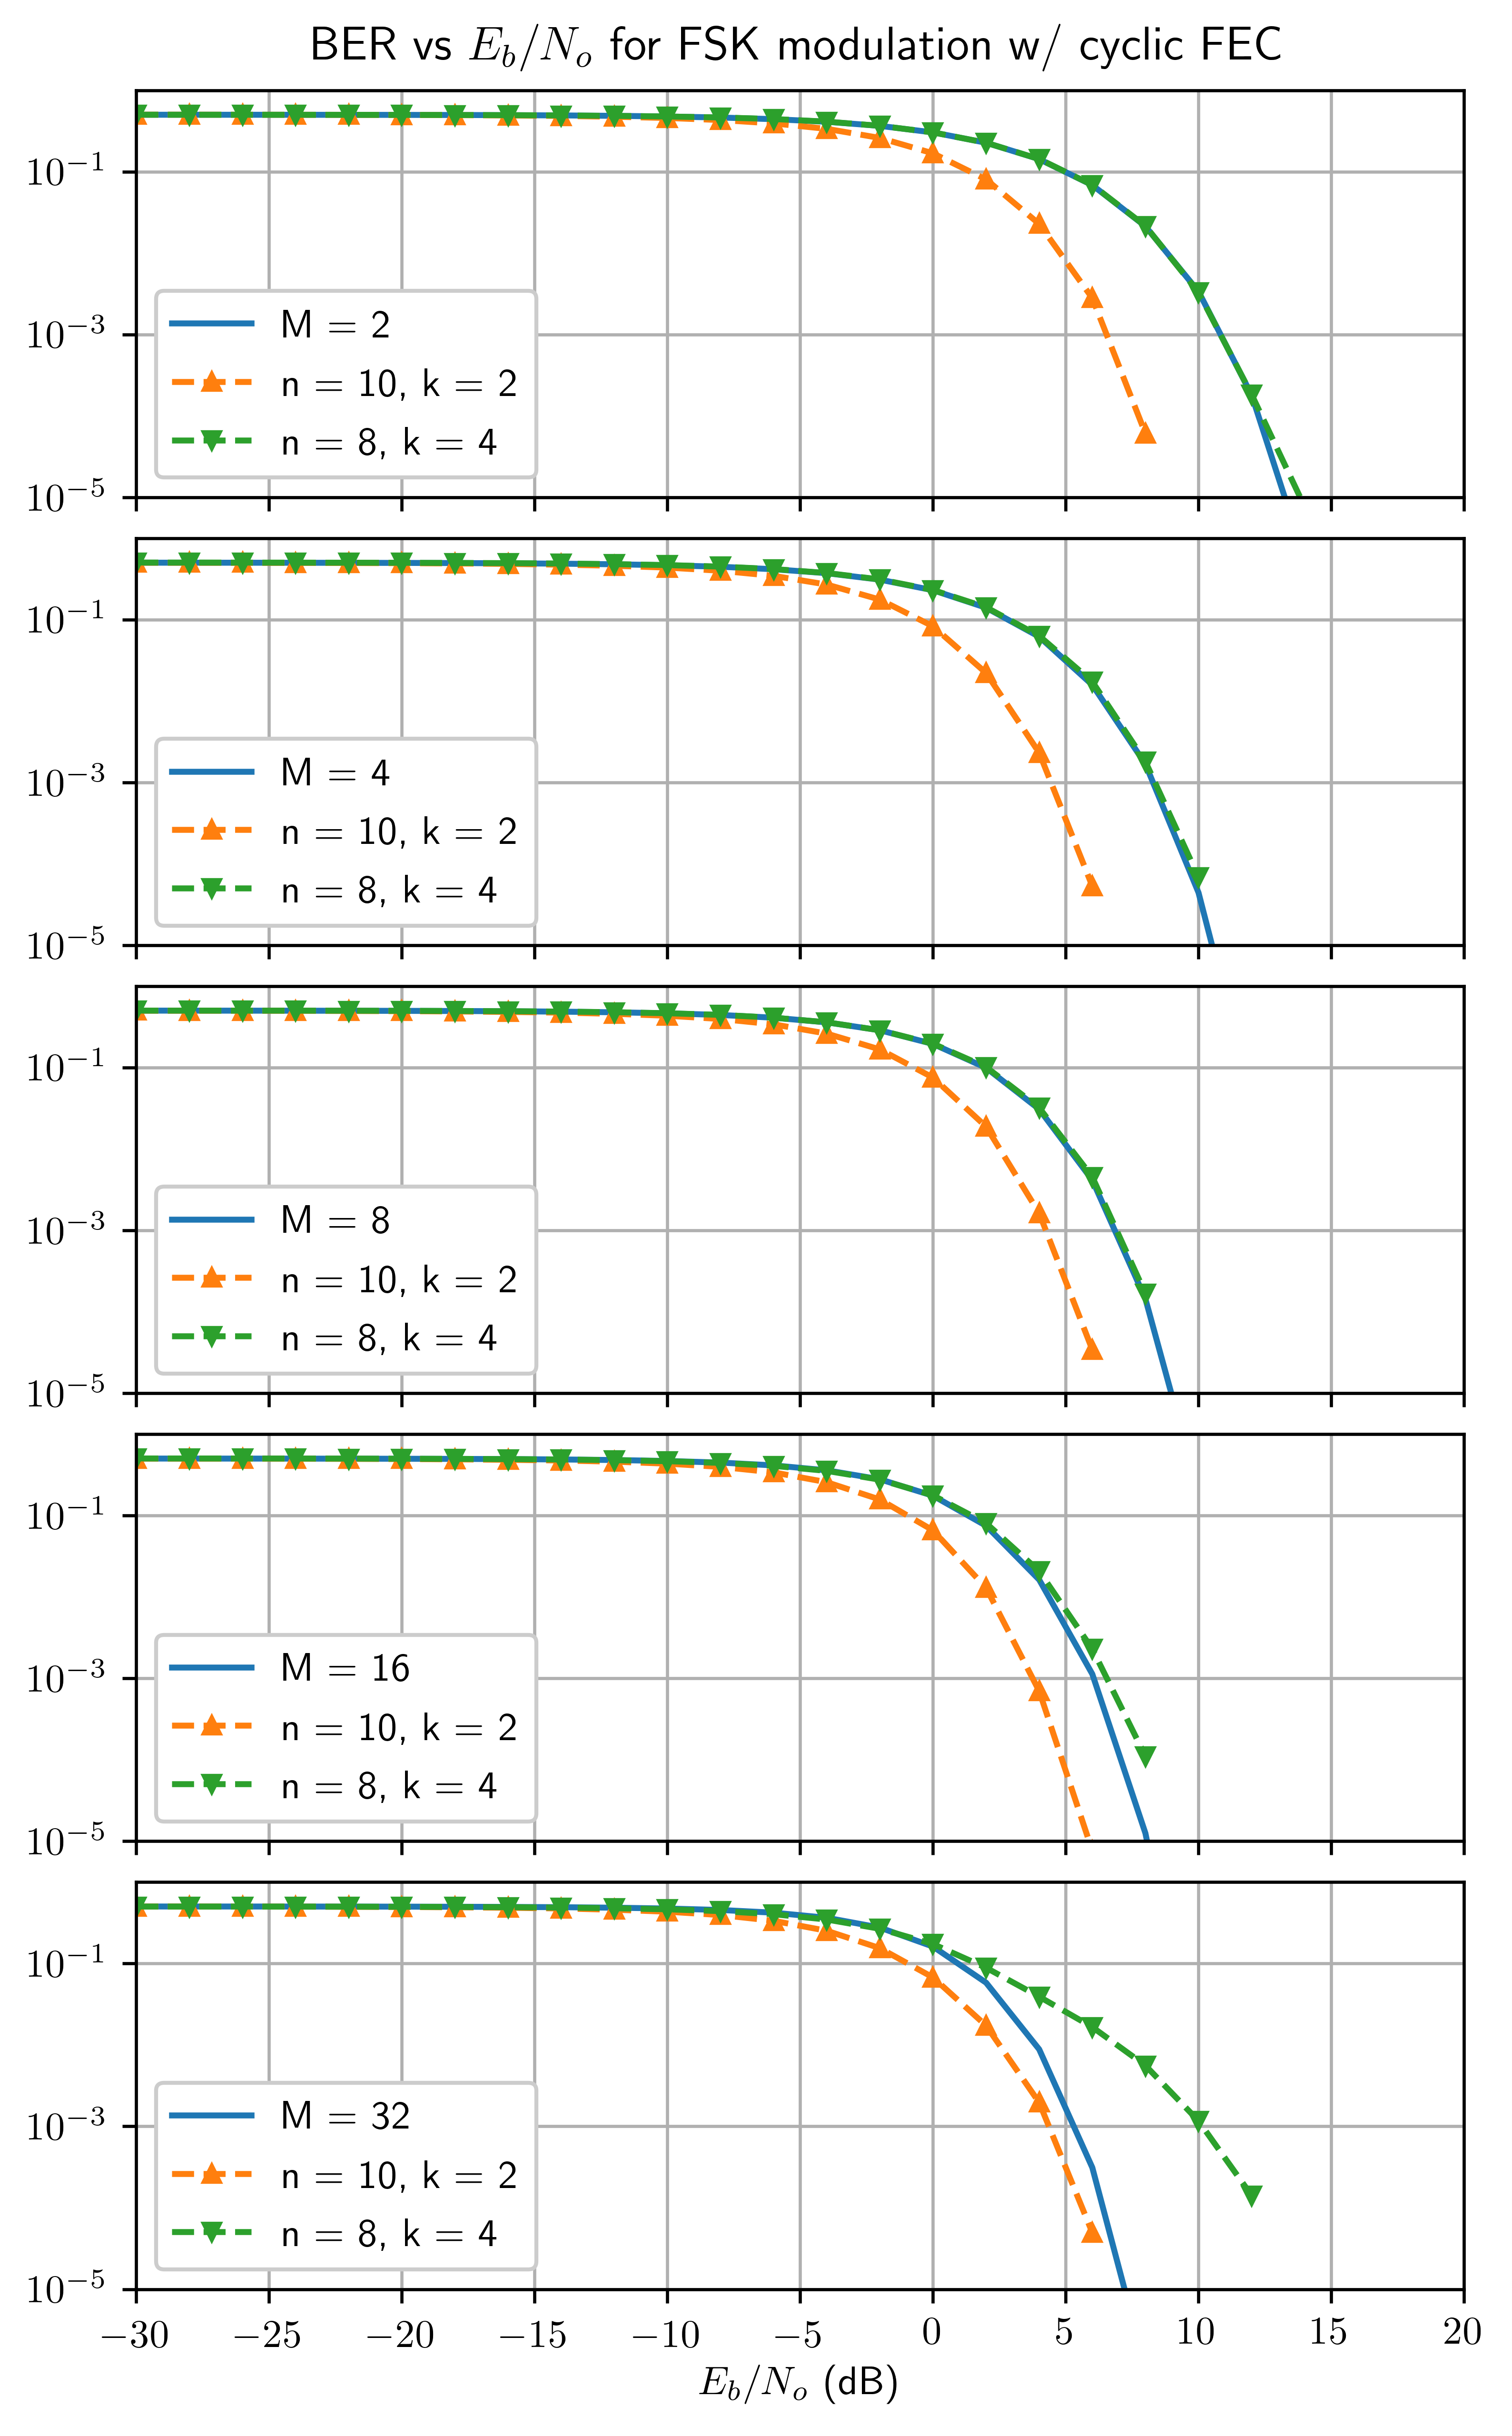 BER vs E_b/N_o for FSK modulation w/ cyclic FEC
10^{-1}
10^{-3}
10^{-5}
M = 2
n = 10, k = 2
n = 8, k = 4
10^{-1}
10^{-3}
10^{-5}
M = 4
n = 10, k = 2
n = 8, k = 4
10^{-1}
10^{-3}
10^{-5}
M = 8
n = 10, k = 2
n = 8, k = 4
10^{-1}
10^{-3}
10^{-5}
M = 16
n = 10, k = 2
n = 8, k = 4
10^{-1}
10^{-3}
10^{-5}
M = 32
n = 10, k = 2
n = 8, k = 4
−30 −25 −20 −15 −10 −5 0 5 10 15 20
E_b/N_o (dB)